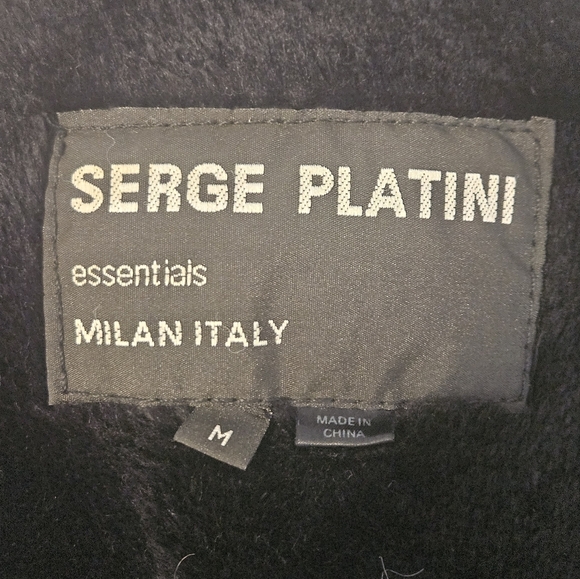 SERGE PLATINI
essentials
MILAN ITALY
M
MADE IN
CHINA